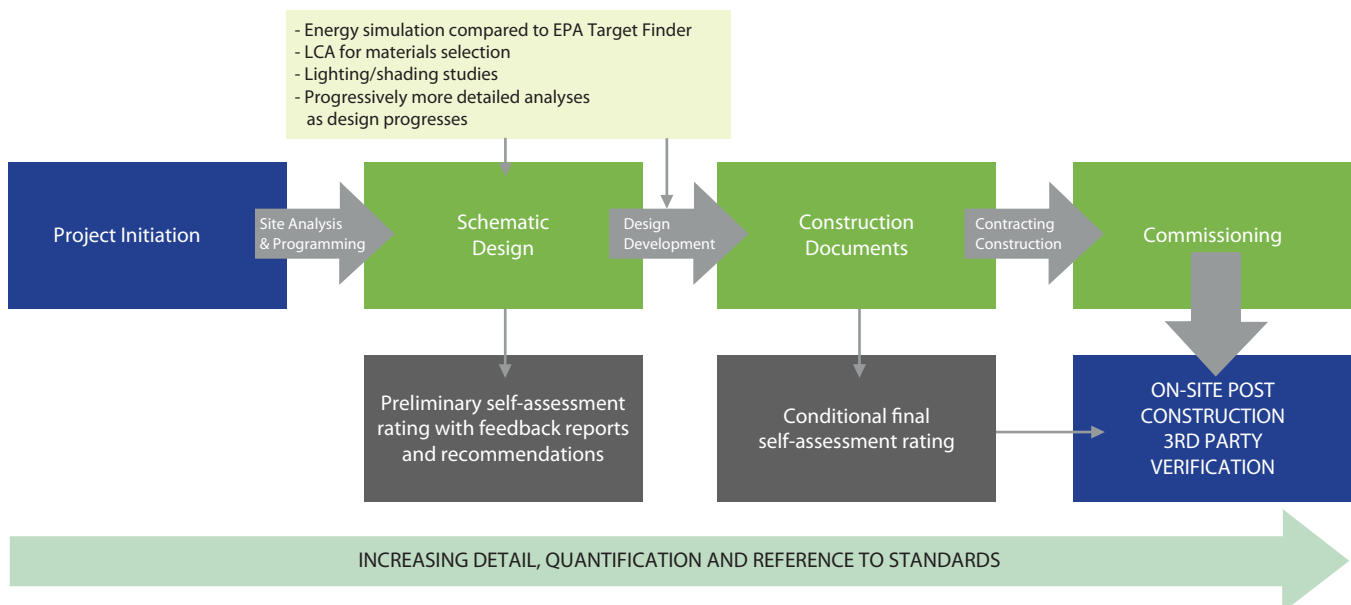 - Energy simulation compared to EPA Target Finder
- LCA for materials selection
- Lighting/shading studies
- Progressively more detailed analyses
as design progresses
Project Initiation
Site Analysis
& Programming
Schematic
Design
Design
Development
Construction
Documents
Contracting
Construction
Commissioning
Preliminary self-assessment
rating with feedback reports
and recommendations
Conditional final
self-assessment rating
ON-SITE POST
CONSTRUCTION
3RD PARTY
VERIFICATION
INCREASING DETAIL, QUANTIFICATION AND REFERENCE TO STANDARDS